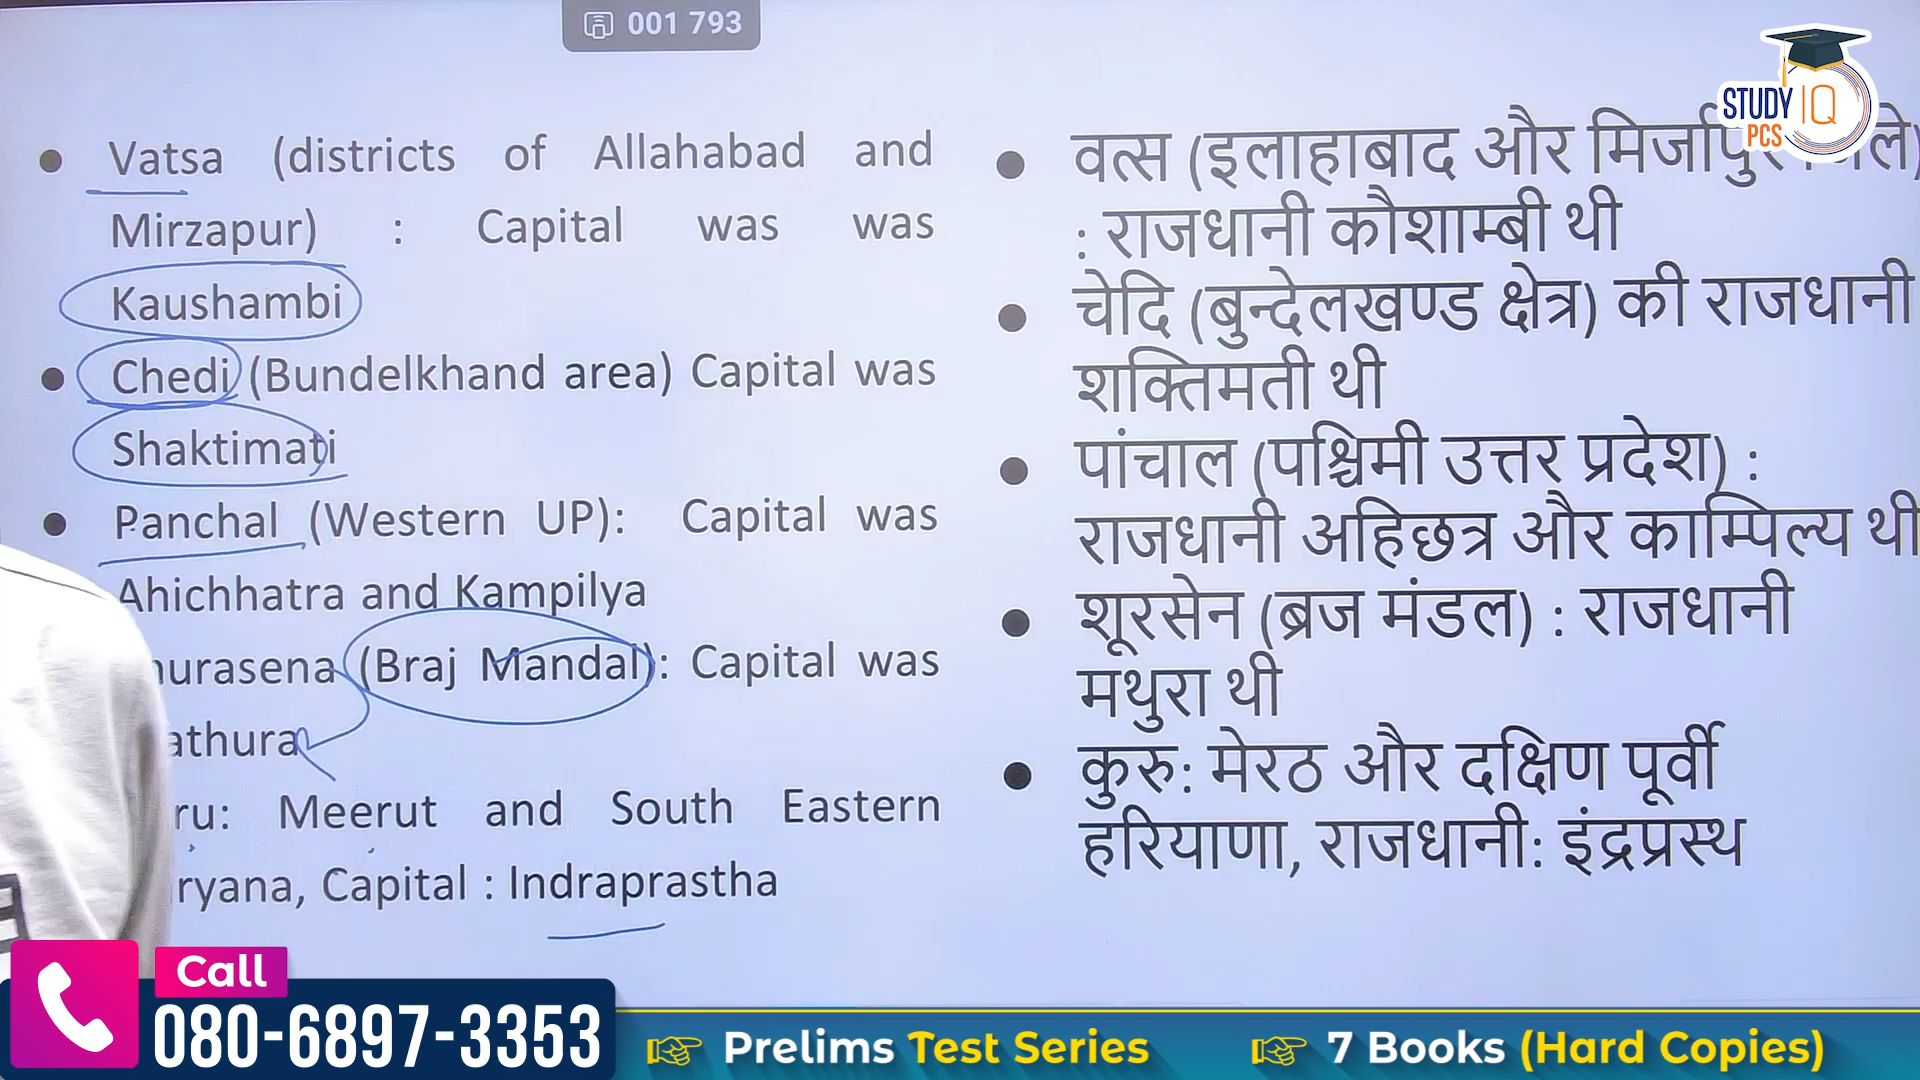 001 793
STUDY IQ
PCS
Vatsa (districts of Allahabad and
Mirzapur) : Capital was was
Kaushambi
Chedi (Bundelkhand area) Capital was
Shaktimati
Panchal (Western UP): Capital was
Ahichhatra and Kampilya
(Braj Mandal): Capital was
Meerut and South Eastern
Capital : Indraprastha
वत्स (इलाहाबाद और
: राजधानी कौशाम्बी थी
चेदि (बुन्देलखण्ड क्षेत्र) की राजधानी
शक्तिमती थी
पांचाल (पश्चिमी उत्तर प्रदेश) :
राजधानी अहिछत्र और काम्पिल्य थी
शूरसेन (ब्रज मंडल) : राजधानी
मथुरा थी
कुरु: मेरठ और दक्षिण पूर्वी
हरियाणा, राजधानी: इंद्रप्रस्थ
Call
080-6897-3353
Prelims Test Series
7 Books (Hard Copies)